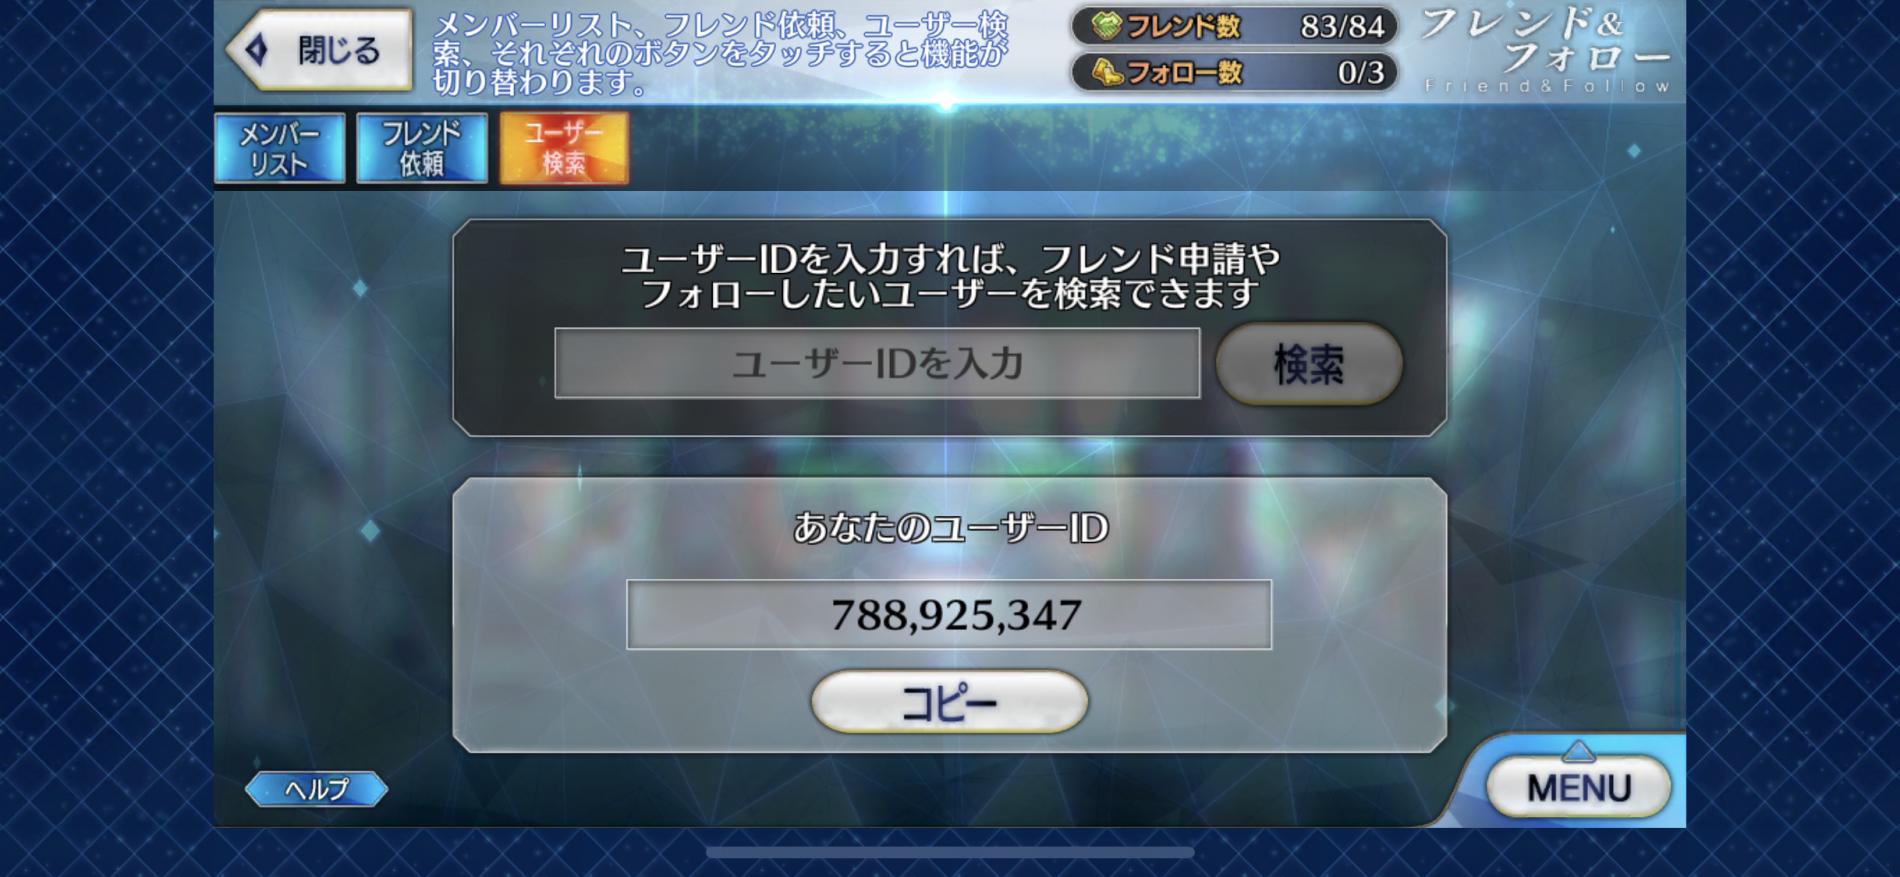 閉じる
メンバーリスト、フレンド依頼、ユーザー検
索、それぞれのボタンをタッチすると機能が
切り替わります。
フレンド数 83/84
フォロー数 0/3
フレンド&
フォロー
Friend&Follow
メンバー
リスト
フレンド
依頼
ユーザー
検索
ユーザーIDを入力すれば、フレンド申請や
フォローしたいユーザーを検索できます
ユーザーIDを入力
検索
あなたのユーザーID
788,925,347
コピー
ヘルプ
MENU